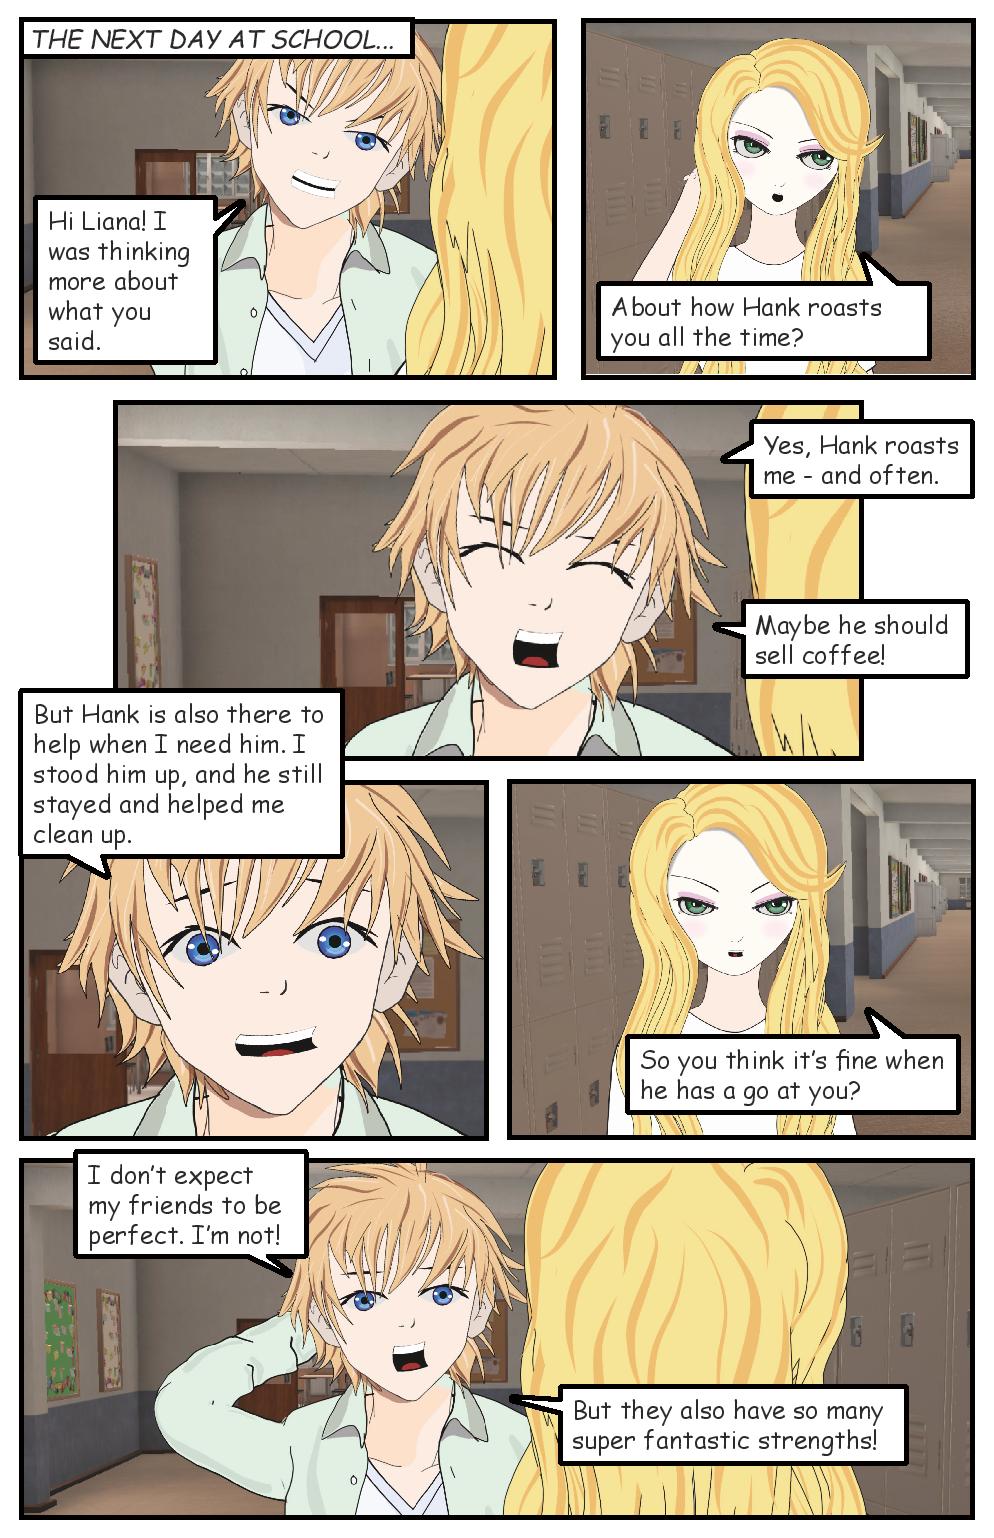 THE NEXT DAY AT SCHOOL...
Hi Liana! I
was thinking
more about
what you
said.
About how Hank roasts
you all the time?
Yes, Hank roasts
me - and often.
Maybe he should
sell coffee!
But Hank is also there to
help when I need him. I
stood him up, and he still
stayed and helped me
clean up.
So you think it's fine when
he has a go at you?
I don't expect
my friends to be
perfect. I'm not!
But they also have so many
super fantastic strengths!